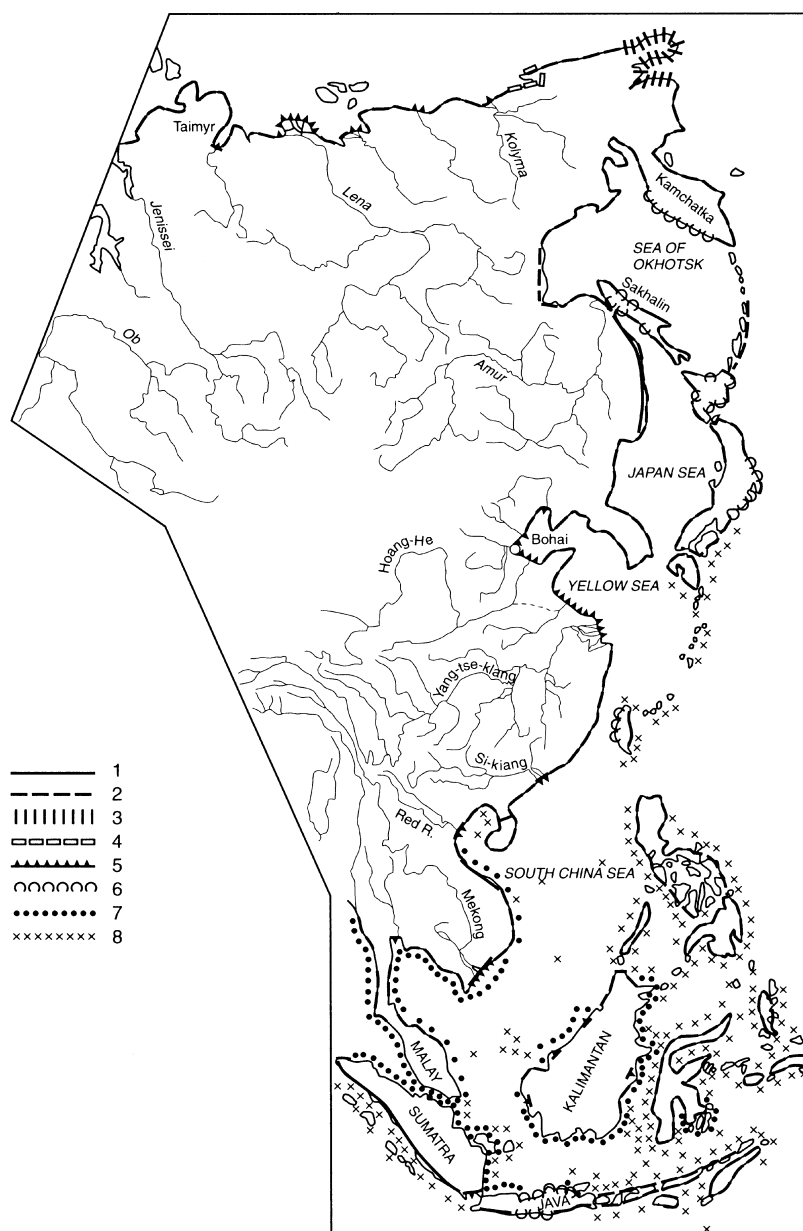 Taimyr
Kolyma
Lena
Jenissei
Kamchatka
SEA OF
OKHOTSK
Sakhalin
Ob
Amur
JAPAN SEA
Bohai
Hoang-He
YELLOW SEA
Yang-tse-klang
Si-kiang
Red R.
SOUTH CHINA SEA
Mekong
1
2
3
4
5
6
7
8
MALAY
KALIMANTAN
SUMATRA
JAVA